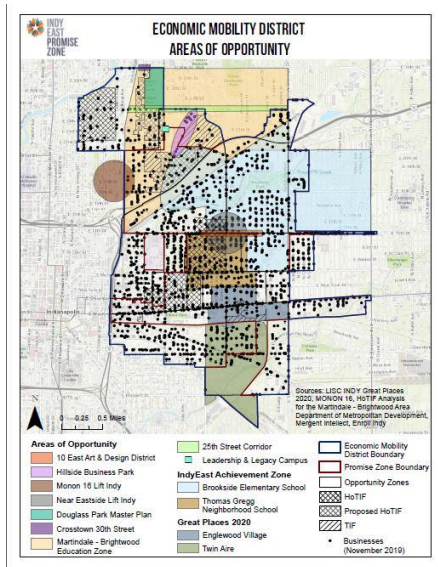 INDY
EAST
PROMISE
ZONE
ECONOMIC MOBILITY DISTRICT
AREAS OF OPPORTUNITY
Indianapolis
Sources: LISC INDY Great Places
2020, MONON 16, HoTIF Analysis
for the Martindale - Brightwood Area
Department of Metropolitan Development,
Mergent Intellect, Enroll Indy
N
0 0.25 0.5 Miles
Areas of Opportunity
10 East Art & Design District
Hillside Business Park
Monon 16 Lift Indy
Near Eastside Lift Indy
Douglass Park Master Plan
Crosstown 30th Street
Martindale - Brightwood
Education Zone
25th Street Corridor
Leadership & Legacy Campus
IndyEast Achievement Zone
Brookside Elementary School
Thomas Gregg
Neighborhood School
Great Places 2020
Englewood Village
Twin Aire
Economic Mobility
District Boundary
Promise Zone Boundary
Opportunity Zones
HoTIF
Proposed HoTIF
TIF
Businesses
(November 2019)